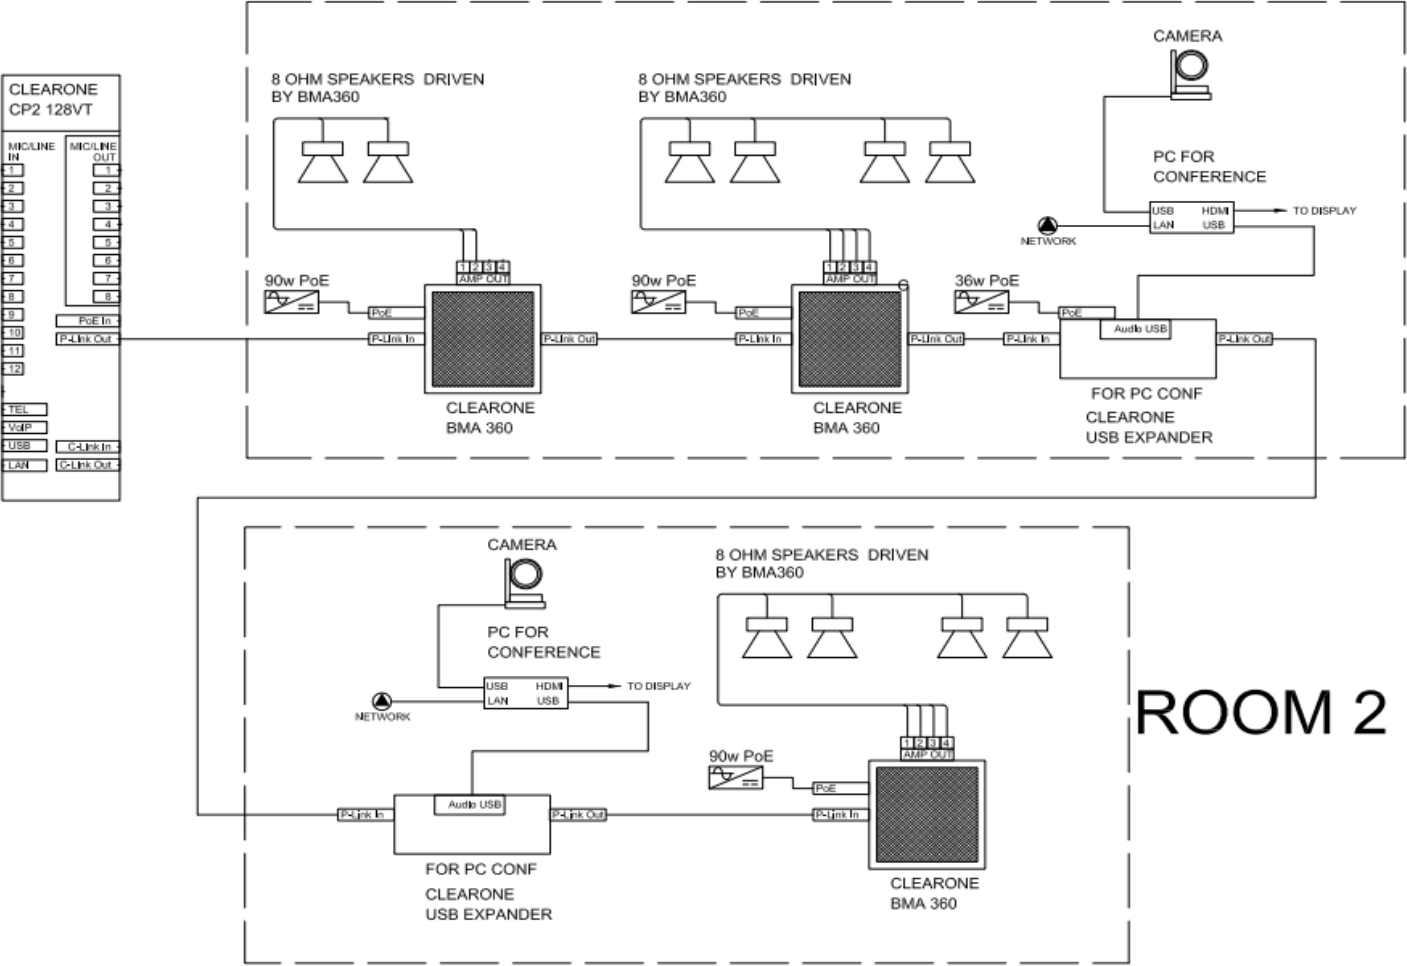 CLEARONE
CP2 128VT
MIC/LINE
IN
MIC/LINE
OUT
1
2
3
4
5
6
7
8
9
10
11
12
1
2
3
4
5
6
7
8
PoE In
P-Link Out
TEL
VoIP
USB
LAN
C-Link In
C-Link Out
8 OHM SPEAKERS DRIVEN
BY BMA360
1 2 3 4
AMP OUT
90w PoE
PoE
P-Link In
P-Link Out
CLEARONE
BMA 360
8 OHM SPEAKERS DRIVEN
BY BMA360
1 2 3 4
AMP OUT
G
90w PoE
PoE
P-Link In
P-Link Out
CLEARONE
BMA 360
CAMERA
PC FOR
CONFERENCE
USB HDMI
LAN USB
TO DISPLAY
NETWORK
36w PoE
PoE
Audio USB
P-Link In
P-Link Out
FOR PC CONF
CLEARONE
USB EXPANDER
CAMERA
PC FOR
CONFERENCE
USB HDMI
LAN USB
TO DISPLAY
NETWORK
Audio USB
P-Link In
P-Link Out
FOR PC CONF
CLEARONE
USB EXPANDER
8 OHM SPEAKERS DRIVEN
BY BMA360
1 2 3 4
AMP OUT
90w PoE
PoE
P-Link In
CLEARONE
BMA 360
ROOM 2